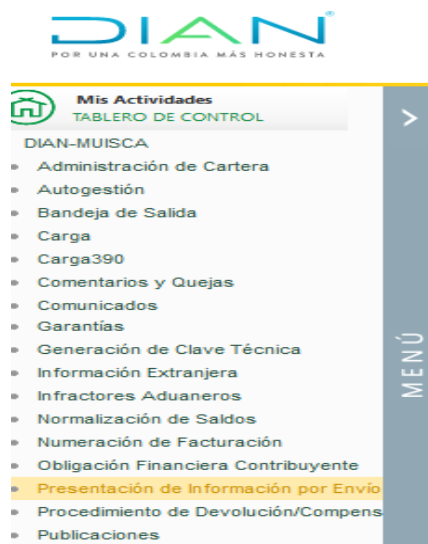 DIAN
POR UNA COLOMBIA MÁS HONESTA
Mis Actividades
TABLERO DE CONTROL
DIAN-MUISCA
Administración de Cartera
Autogestión
Bandeja de Salida
Carga
Carga390
Comentarios y Quejas
Comunicados
Garantías
Generación de Clave Técnica
Información Extranjera
Infractores Aduaneros
Normalización de Saldos
Numeración de Facturación
Obligación Financiera Contribuyente
Presentación de Información por Envío
Procedimiento de Devolución/Compens
Publicaciones
MENÚ